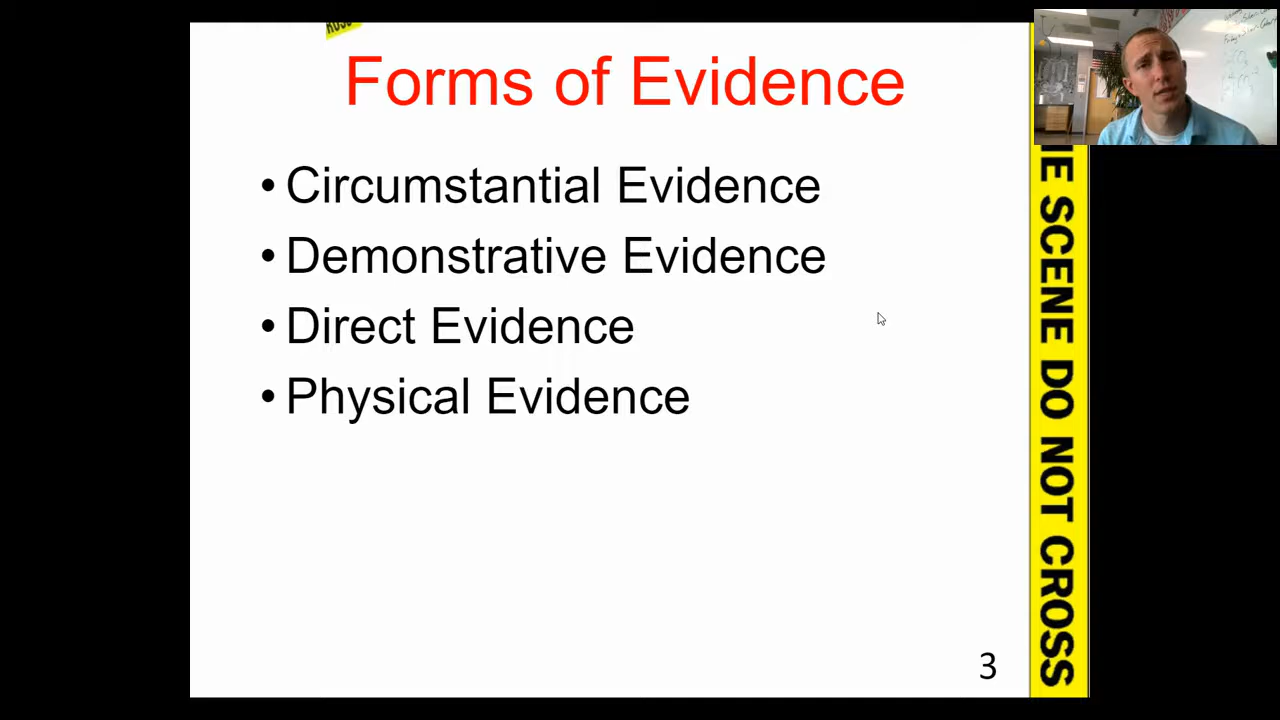 Forms of Evidence
• Circumstantial Evidence
• Demonstrative Evidence
• Direct Evidence
• Physical Evidence
3
SCENE DO NOT CROSS